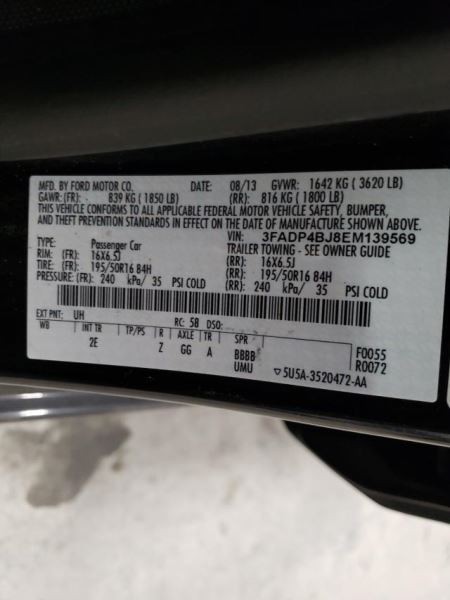 MFD. BY FORD MOTOR CO. DATE: 08/13 GVWR: 1642 KG ( 3620 LB)
GAWR: (FR): 839 KG ( 1850 LB) (RR): 816 KG ( 1800 LB)
THIS VEHICLE CONFORMS TO ALL APPLICABLE FEDERAL MOTOR VEHICLE SAFETY, BUMPER,
AND THEFT PREVENTION STANDARDS IN EFFECT ON THE DATE OF MANUFACTURE SHOWN ABOVE.
VIN: 3FADP4BJ8EM139569
TYPE: Passenger Car TRAILER TOWING - SEE OWNER GUIDE
RIM: (FR): 16X6.5J (RR): 16X6.5J
TIRE: (FR): 195/50R16 84H (RR): 195/50R16 84H
PRESSURE: (FR): 240 kPa/ 35 PSI COLD (RR): 240 kPa/ 35 PSI COLD
EXT PNT: UH RC: 58 DSO:
WB INT TR TP/PS R AXLE TR SPR
2E Z GG A BBBB F0055
UMU R0072
▽5U5A-3520472-AA